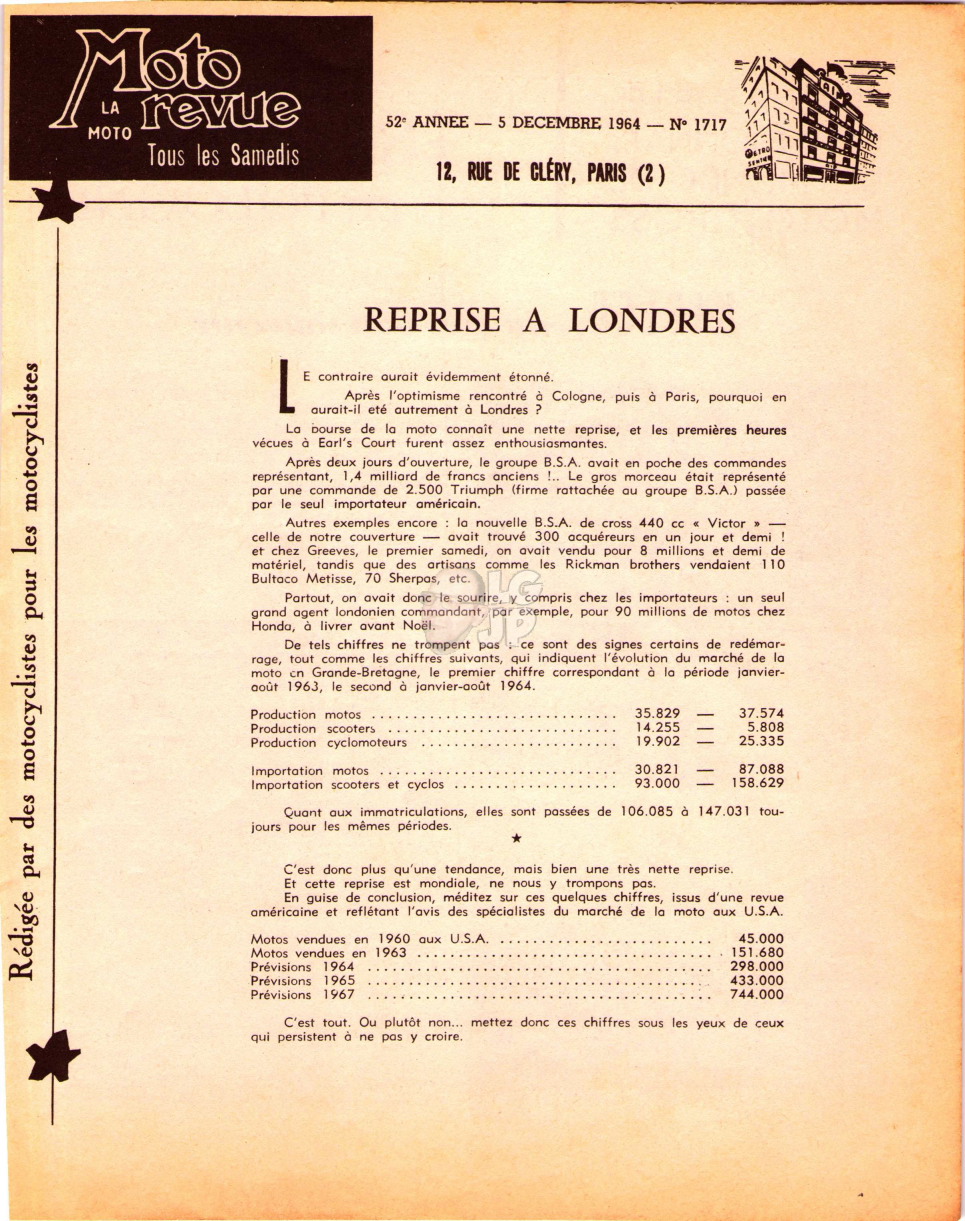 Moto
LA
MOTO
revue
Tous les Samedis
52e ANNEE — 5 DECEMBRE 1964 — N° 1717
12, RUE DE CLÉRY, PARIS (2)
METRO
SENTIER
Rédigée par des motocyclistes pour les motocyclistes
REPRISE A LONDRES
LE contraire aurait évidemment étonné.
Après l'optimisme rencontré à Cologne, puis à Paris, pourquoi en
aurait-il eté autrement à Londres ?
La bourse de la moto connaît une nette reprise, et les premières heures
vécues à Earl's Court furent assez enthousiasmantes.
Après deux jours d'ouverture, le groupe B.S.A. avait en poche des commandes
représentant, 1,4 milliard de francs anciens !.. Le gros morceau était représenté
par une commande de 2.500 Triumph (firme rattachée au groupe B.S.A.) passée
par le seul importateur américain.
Autres exemples encore : la nouvelle B.S.A. de cross 440 cc « Victor » —
celle de notre couverture — avait trouvé 300 acquéreurs en un jour et demi !
et chez Greeves, le premier samedi, on avait vendu pour 8 millions et demi de
matériel, tandis que des artisans comme les Rickman brothers vendaient 110
Bultaco Metisse, 70 Sherpas, etc.
Partout, on avait donc le sourire, y compris chez les importateurs : un seul
grand agent londonien commandant, par exemple, pour 90 millions de motos chez
Honda, à livrer avant Noël.
De tels chiffres ne trompent pas : ce sont des signes certains de redémar-
rage, tout comme les chiffres suivants, qui indiquent l'évolution du marché de la
moto en Grande-Bretagne, le premier chiffre correspondant à la période janvier-
août 1963, le second à janvier-août 1964.
Production motos .............................. 35.829 — 37.574
Production scooters ............................ 14.255 — 5.808
Production cyclomoteurs ........................ 19.902 — 25.335
Importation motos ............................. 30.821 — 87.088
Importation scooters et cyclos .................... 93.000 — 158.629
Quant aux immatriculations, elles sont passées de 106.085 à 147.031 tou-
jours pour les mêmes périodes.
★
C'est donc plus qu'une tendance, mais bien une très nette reprise.
Et cette reprise est mondiale, ne nous y trompons pas.
En guise de conclusion, méditez sur ces quelques chiffres, issus d'une revue
américaine et reflétant l'avis des spécialistes du marché de la moto aux U.S.A.
Motos vendues en 1960 aux U.S.A. .......................... 45.000
Motos vendues en 1963 .................................... 151.680
Prévisions 1964 .......................................... 298.000
Prévisions 1965 .......................................... 433.000
Prévisions 1967 .......................................... 744.000
C'est tout. Ou plutôt non... mettez donc ces chiffres sous les yeux de ceux
qui persistent à ne pas y croire.
LG
JP